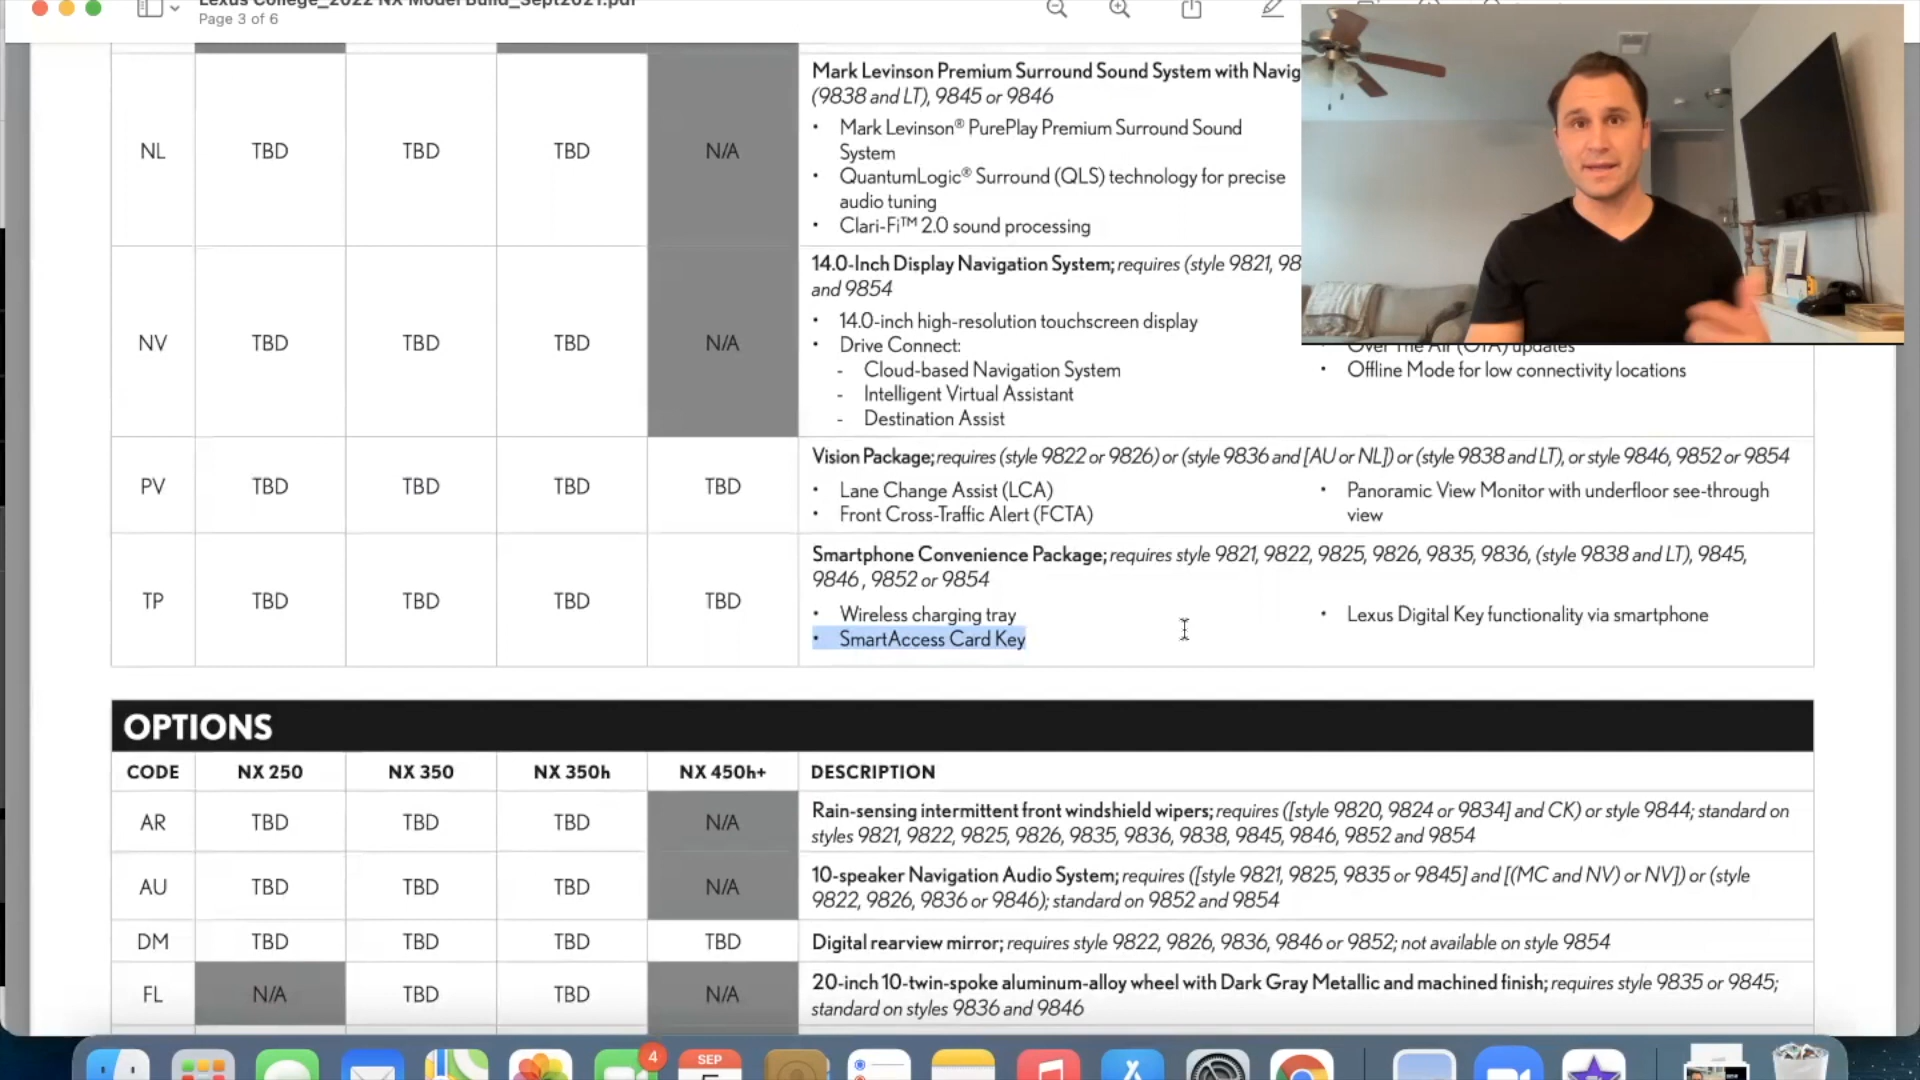 Lexus College_2022 NX Model Build_Sept2021.pdf
Page 3 of 6
NL TBD TBD TBD N/A
Mark Levinson Premium Surround Sound System with Navig
(9838 and LT), 9845 or 9846
• Mark Levinson® PurePlay Premium Surround Sound
System
• QuantumLogic® Surround (QLS) technology for precise
audio tuning
• Clari-Fi™ 2.0 sound processing
NV TBD TBD TBD N/A
14.0-Inch Display Navigation System; requires (style 9821, 98
and 9854
• 14.0-inch high-resolution touchscreen display
• Drive Connect:
- Cloud-based Navigation System
- Intelligent Virtual Assistant
- Destination Assist
Over The Air (OTA) updates
• Offline Mode for low connectivity locations
PV TBD TBD TBD TBD
Vision Package; requires (style 9822 or 9826) or (style 9836 and [AU or NL]) or (style 9838 and LT), or style 9846, 9852 or 9854
• Lane Change Assist (LCA)
• Front Cross-Traffic Alert (FCTA)
• Panoramic View Monitor with underfloor see-through
view
TP TBD TBD TBD TBD
Smartphone Convenience Package; requires style 9821, 9822, 9825, 9826, 9835, 9836, (style 9838 and LT), 9845,
9846 , 9852 or 9854
• Wireless charging tray
• SmartAccess Card Key
• Lexus Digital Key functionality via smartphone
OPTIONS
CODE NX 250 NX 350 NX 350h NX 450h+ DESCRIPTION
AR TBD TBD TBD N/A
Rain-sensing intermittent front windshield wipers; requires ([style 9820, 9824 or 9834] and CK) or style 9844; standard on
styles 9821, 9822, 9825, 9826, 9835, 9836, 9838, 9845, 9846, 9852 and 9854
AU TBD TBD TBD N/A
10-speaker Navigation Audio System; requires ([style 9821, 9825, 9835 or 9845] and [(MC and NV) or NV]) or (style
9822, 9826, 9836 or 9846); standard on 9852 and 9854
DM TBD TBD TBD TBD
Digital rearview mirror; requires style 9822, 9826, 9836, 9846 or 9852; not available on style 9854
FL N/A TBD TBD N/A
20-inch 10-twin-spoke aluminum-alloy wheel with Dark Gray Metallic and machined finish; requires style 9835 or 9845;
standard on styles 9836 and 9846
4
SEP